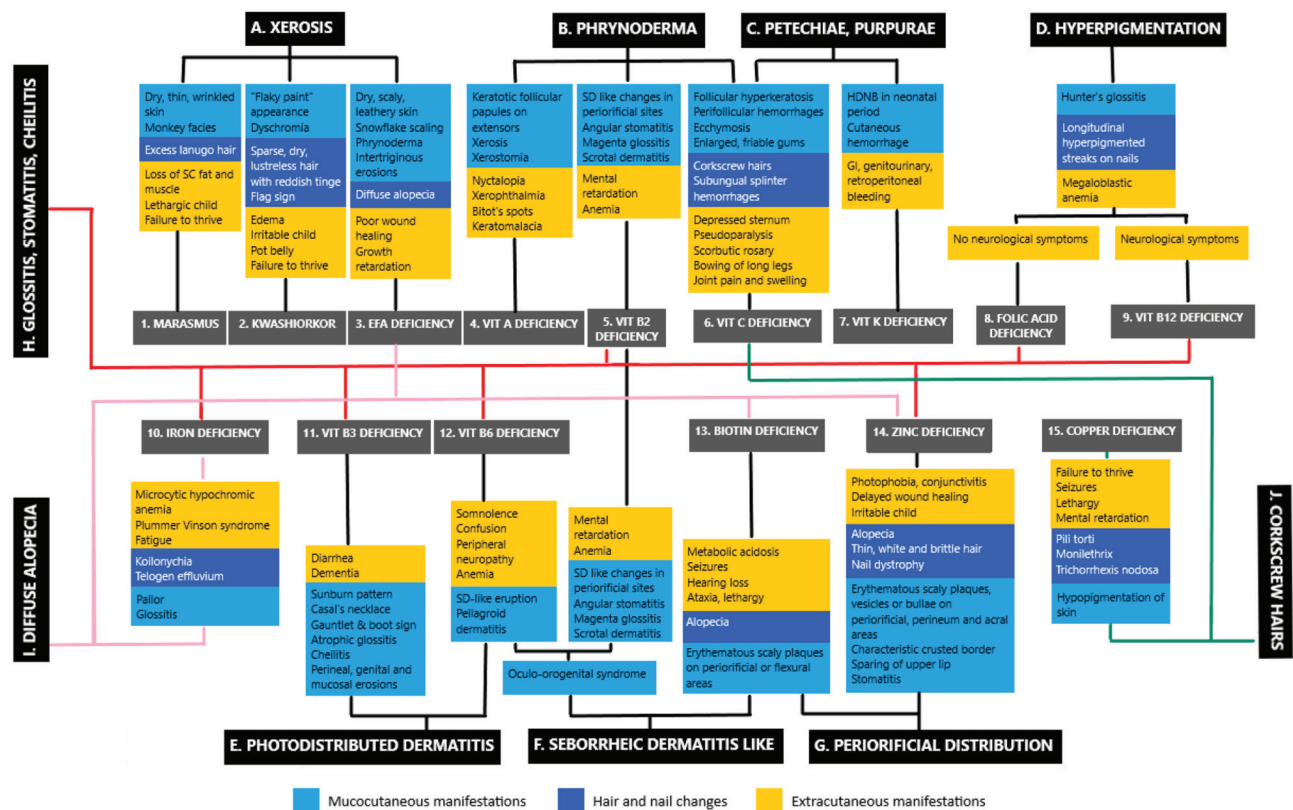 A. XEROSIS
B. PHRYNODERMA
C. PETECHIAE, PURPURAE
D. HYPERPIGMENTATION
H. GLOSSITIS, STOMATITIS, CHEILITIS
Dry, thin, wrinkled
skin
Monkey facies
Excess lanugo hair
Loss of SC fat and
muscle
Lethargic child
Failure to thrive
"Flaky paint"
appearance
Dyschromia
Sparse, dry,
lustreless hair
with reddish tinge
Flag sign
Edema
Irritable child
Pot belly
Failure to thrive
Dry, scaly,
leathery skin
Snowflake scaling
Phrynoderma
Intertriginous
erosions
Diffuse alopecia
Poor wound
healing
Growth
retardation
Keratotic follicular
papules on
extensors
Xerosis
Xerostomia
Nyctalopia
Xerophthalmia
Bitot's spots
Keratomalacia
SD like changes in
periorificial sites
Angular stomatitis
Magenta glossitis
Scrotal dermatitis
Mental
retardation
Anemia
Follicular hyperkeratosis
Perifollicular hemorrhages
Ecchymosis
Enlarged, friable gums
Corkscrew hairs
Subungual splinter
hemorrhages
Depressed sternum
Pseudoparalysis
Scorbutic rosary
Bowing of long legs
Joint pain and swelling
HDNB in neonatal
period
Cutaneous
hemorrhage
GI, genitourinary,
retroperitoneal
bleeding
Hunter's glossitis
Longitudinal
hyperpigmented
streaks on nails
Megaloblastic
anemia
No neurological symptoms
Neurological symptoms
1. MARASMUS
2. KWASHIORKOR
3. EFA DEFICIENCY
4. VIT A DEFICIENCY
5. VIT B2
DEFICIENCY
6. VIT C DEFICIENCY
7. VIT K DEFICIENCY
8. FOLIC ACID
DEFICIENCY
9. VIT B12 DEFICIENCY
10. IRON DEFICIENCY
11. VIT B3 DEFICIENCY
12. VIT B6 DEFICIENCY
13. BIOTIN DEFICIENCY
14. ZINC DEFICIENCY
15. COPPER DEFICIENCY
I. DIFFUSE ALOPECIA
Microcytic hypochromic
anemia
Plummer Vinson syndrome
Fatigue
Koilonychia
Telogen effluvium
Pallor
Glossitis
Diarrhea
Dementia
Sunburn pattern
Casal's necklace
Gauntlet & boot sign
Atrophic glossitis
Cheilitis
Perineal, genital and
mucosal erosions
Somnolence
Confusion
Peripheral
neuropathy
Anemia
SD-like eruption
Pellagroid
dermatitis
Mental
retardation
Anemia
SD like changes in
periorificial sites
Angular stomatitis
Magenta glossitis
Scrotal dermatitis
Oculo-orogenital syndrome
Metabolic acidosis
Seizures
Hearing loss
Ataxia, lethargy
Alopecia
Erythematous scaly plaques
on periorificial or flexural
areas
Photophobia, conjunctivitis
Delayed wound healing
Irritable child
Alopecia
Thin, white and brittle hair
Nail dystrophy
Erythematous scaly plaques,
vesicles or bullae on
periorificial, perineum and acral
areas
Characteristic crusted border
Sparing of upper lip
Stomatitis
Failure to thrive
Seizures
Lethargy
Mental retardation
Pili torti
Monilethrix
Trichorrhexis nodosa
Hypopigmentation of
skin
J. CORKSCREW HAIRS
E. PHOTODISTRIBUTED DERMATITIS
F. SEBORRHEIC DERMATITIS LIKE
G. PERIORIFICIAL DISTRIBUTION
Mucocutaneous manifestations
Hair and nail changes
Extracutaneous manifestations